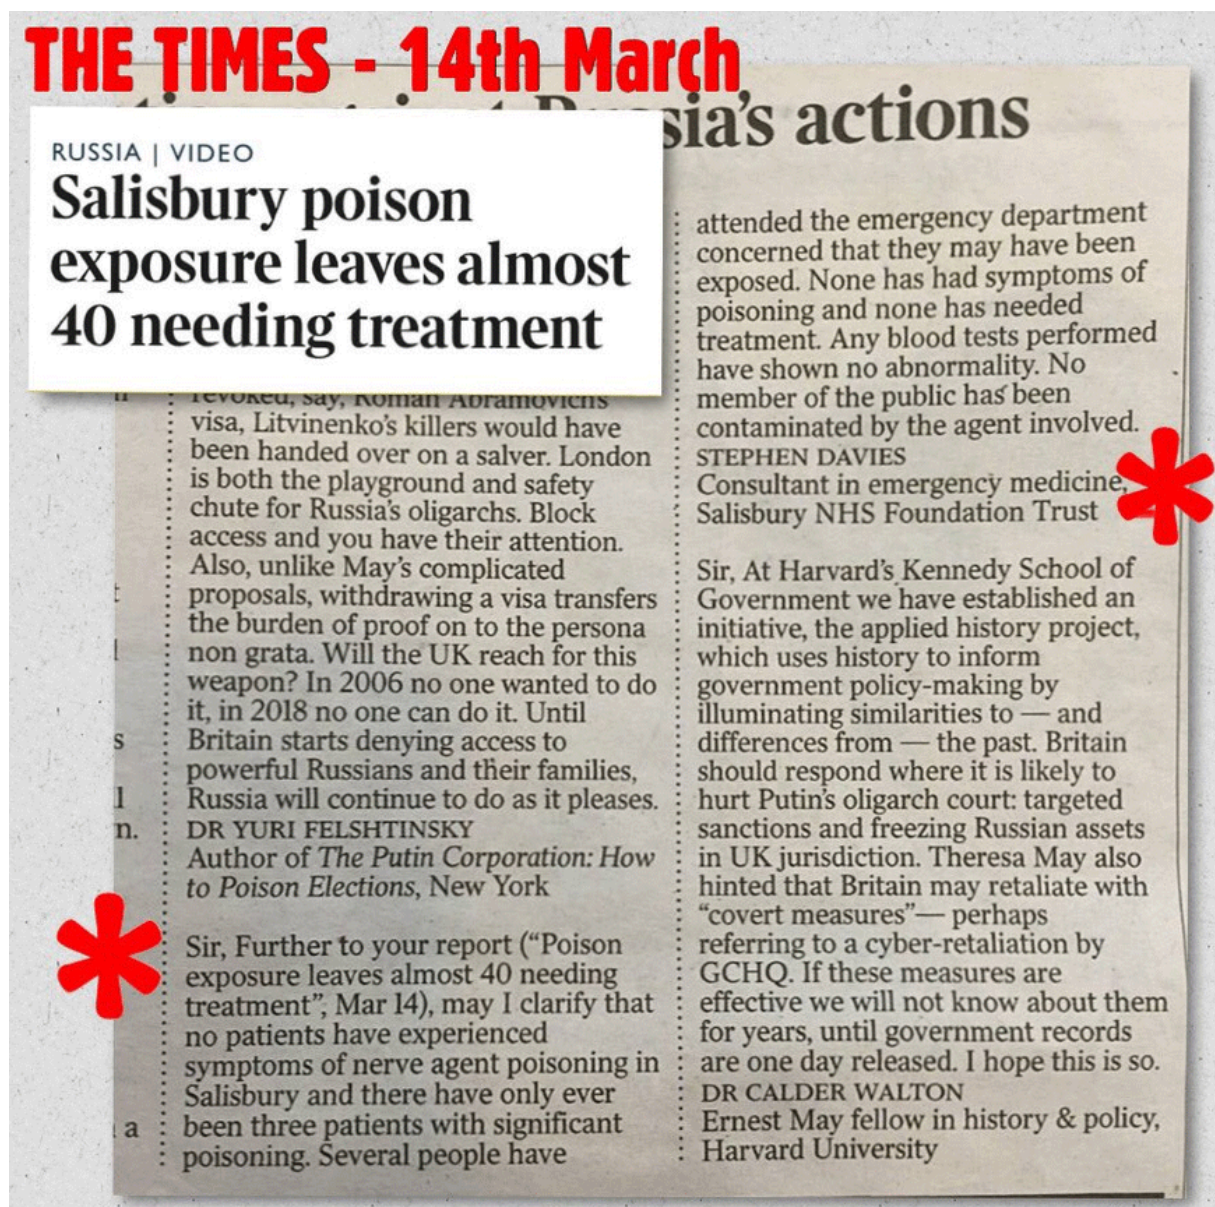 THE TIMES - 14th March
sia's actions
RUSSIA | VIDEO
Salisbury poison
exposure leaves almost
40 needing treatment
revoked, say, Roman Abramovich's
visa, Litvinenko's killers would have
been handed over on a salver. London
is both the playground and safety
chute for Russia's oligarchs. Block
access and you have their attention.
Also, unlike May's complicated
proposals, withdrawing a visa transfers
the burden of proof on to the persona
non grata. Will the UK reach for this
weapon? In 2006 no one wanted to do
it, in 2018 no one can do it. Until
Britain starts denying access to
powerful Russians and their families,
Russia will continue to do as it pleases.
DR YURI FELSHTINSKY
Author of The Putin Corporation: How
to Poison Elections, New York
Sir, Further to your report (“Poison
exposure leaves almost 40 needing
treatment”, Mar 14), may I clarify that
no patients have experienced
symptoms of nerve agent poisoning in
Salisbury and there have only ever
been three patients with significant
poisoning. Several people have
attended the emergency department
concerned that they may have been
exposed. None has had symptoms of
poisoning and none has needed
treatment. Any blood tests performed
have shown no abnormality. No
member of the public has been
contaminated by the agent involved.
STEPHEN DAVIES
Consultant in emergency medicine,
Salisbury NHS Foundation Trust
Sir, At Harvard's Kennedy School of
Government we have established an
initiative, the applied history project,
which uses history to inform
government policy-making by
illuminating similarities to — and
differences from — the past. Britain
should respond where it is likely to
hurt Putin's oligarch court: targeted
sanctions and freezing Russian assets
in UK jurisdiction. Theresa May also
hinted that Britain may retaliate with
“covert measures”— perhaps
referring to a cyber-retaliation by
GCHQ. If these measures are
effective we will not know about them
for years, until government records
are one day released. I hope this is so.
DR CALDER WALTON
Ernest May fellow in history & policy,
Harvard University